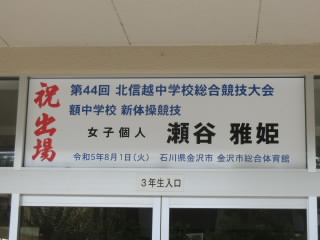 祝出場
第44回 北信越中学校総合競技大会
額中学校 新体操競技
女子個人 瀬谷 雅姫
令和5年8月1日(火) 石川県金沢市 金沢市総合体育館
3年生入口